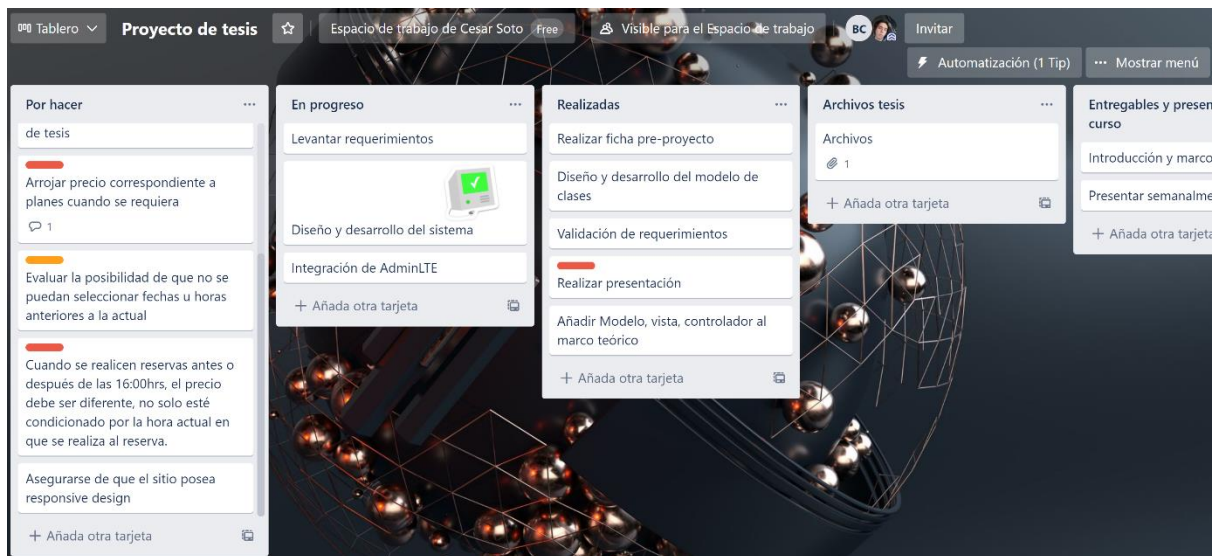 Tablero
Proyecto de tesis
Espacio de trabajo de Cesar Soto Free
Visible para el Espacio de trabajo
BC
Invitar
Automatización (1 Tip)
Mostrar menú
Por hacer
de tesis
Arrojar precio correspondiente a
planes cuando se requiera
1
Evaluar la posibilidad de que no se
puedan seleccionar fechas u horas
anteriores a la actual
Cuando se realicen reservas antes o
después de las 16:00hrs, el precio
debe ser diferente, no solo esté
condicionado por la hora actual en
que se realiza al reserva.
Asegurarse de que el sitio posea
responsive design
+ Añada otra tarjeta
En progreso
Levantar requerimientos
Diseño y desarrollo del sistema
Integración de AdminLTE
+ Añada otra tarjeta
Realizadas
Realizar ficha pre-proyecto
Diseño y desarrollo del modelo de
clases
Validación de requerimientos
Realizar presentación
Añadir Modelo, vista, controlador al
marco teórico
+ Añada otra tarjeta
Archivos tesis
Archivos
1
+ Añada otra tarjeta
Entregables y presen
curso
Introducción y marco
Presentar semanalme
+ Añada otra tarjeta